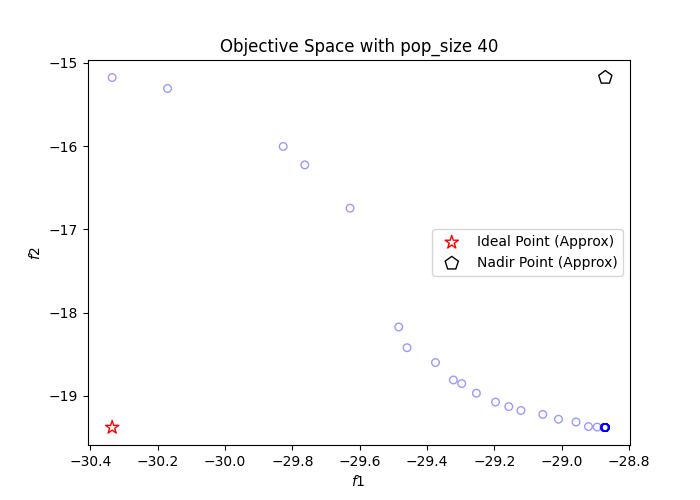 Objective Space with pop_size 40
−15
−16
−17
−18
−19
f2
Ideal Point (Approx)
Nadir Point (Approx)
−30.4 −30.2 −30.0 −29.8 −29.6 −29.4 −29.2 −29.0 −28.8
f1